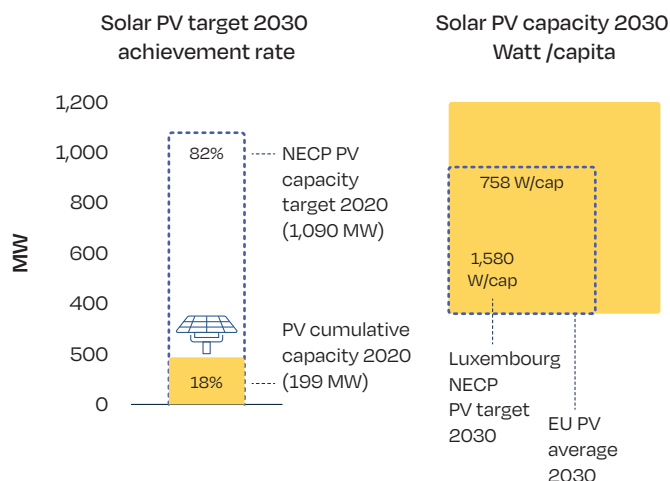 Solar PV target 2030
achievement rate
MW
1,200
1,000
800
600
400
500
0
82%
18%
NECP PV
capacity
target 2020
(1,090 MW)
PV cumulative
capacity 2020
(199 MW)
Solar PV capacity 2030
Watt /capita
758 W/cap
1,580
W/cap
Luxembourg
NECP
PV target
2030
EU PV
average
2030